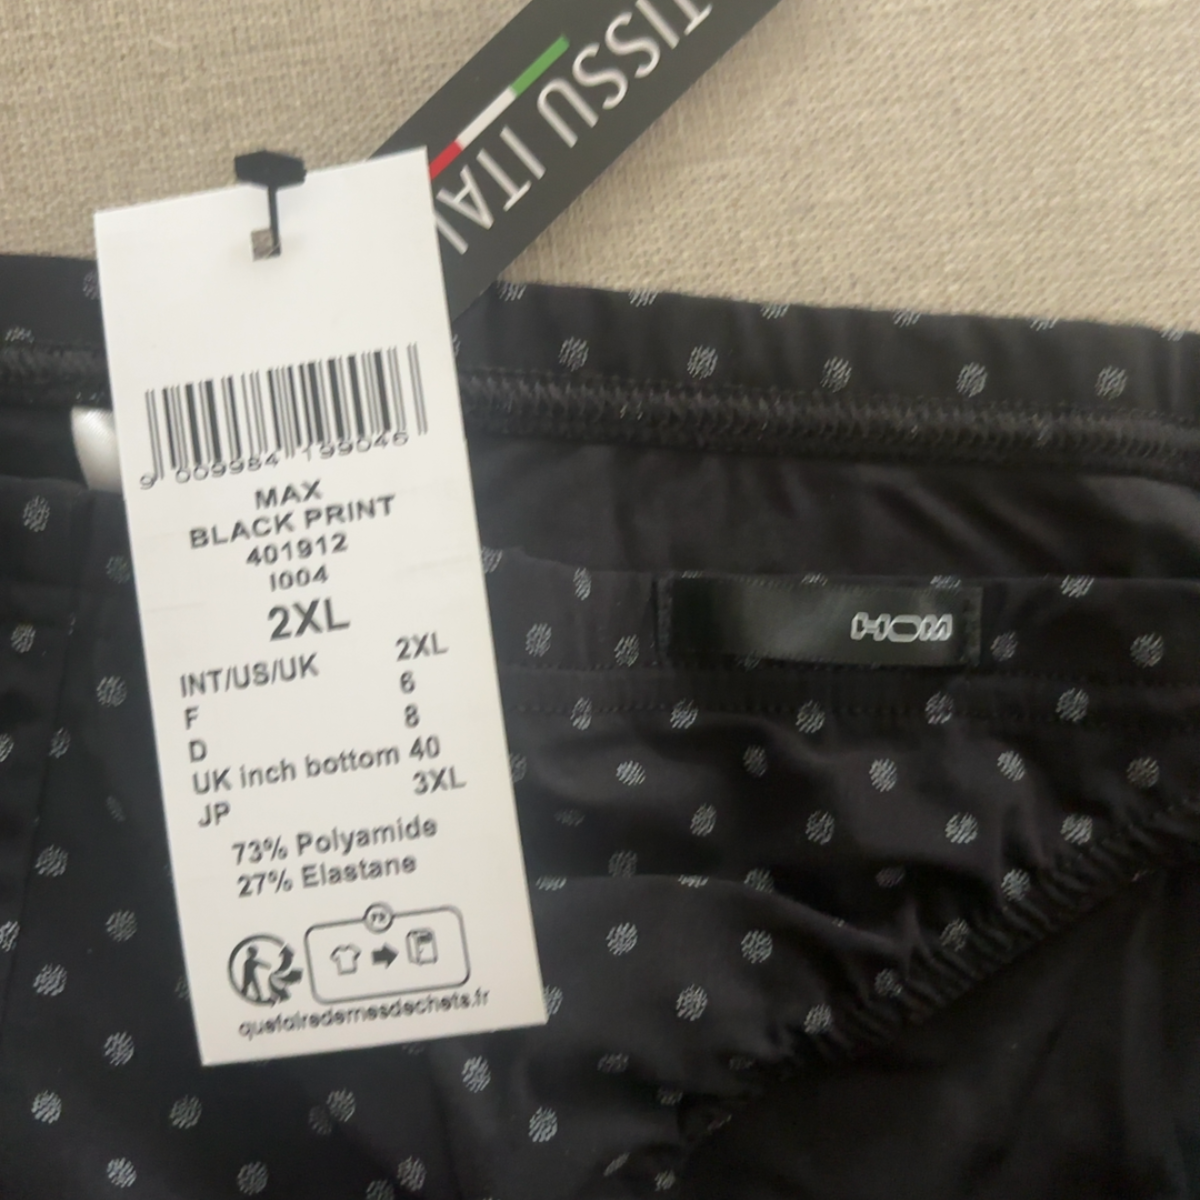 TISSU ITAL
9 009984 199046
MAX
BLACK PRINT
401912
I004
2XL
INT/US/UK 2XL
F 6
D 8
UK inch bottom 40
JP 3XL
73% Polyamide
27% Elastane
quefairedemesdechets.fr
HOM